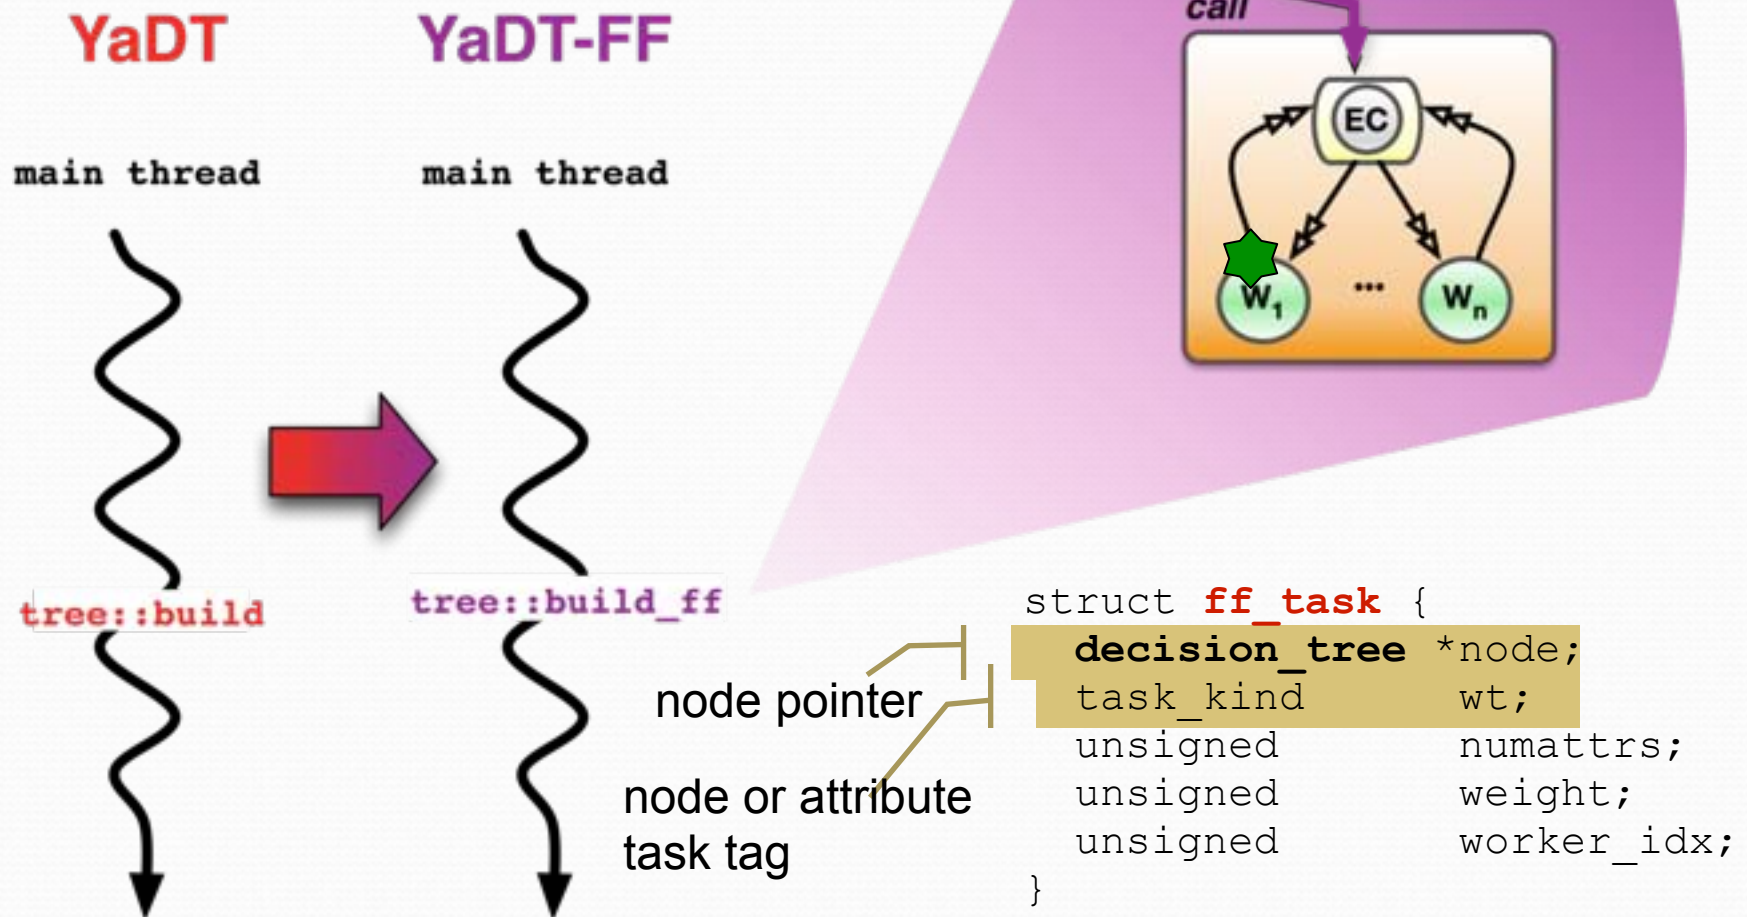 YaDT
YaDT-FF
call
main thread
main thread
EC
W1
...
Wn
tree::build
tree::build_ff
node pointer
node or attribute
task tag
struct ff_task {
decision_tree *node;
task_kind wt;
unsigned numattrs;
unsigned weight;
unsigned worker_idx;
}